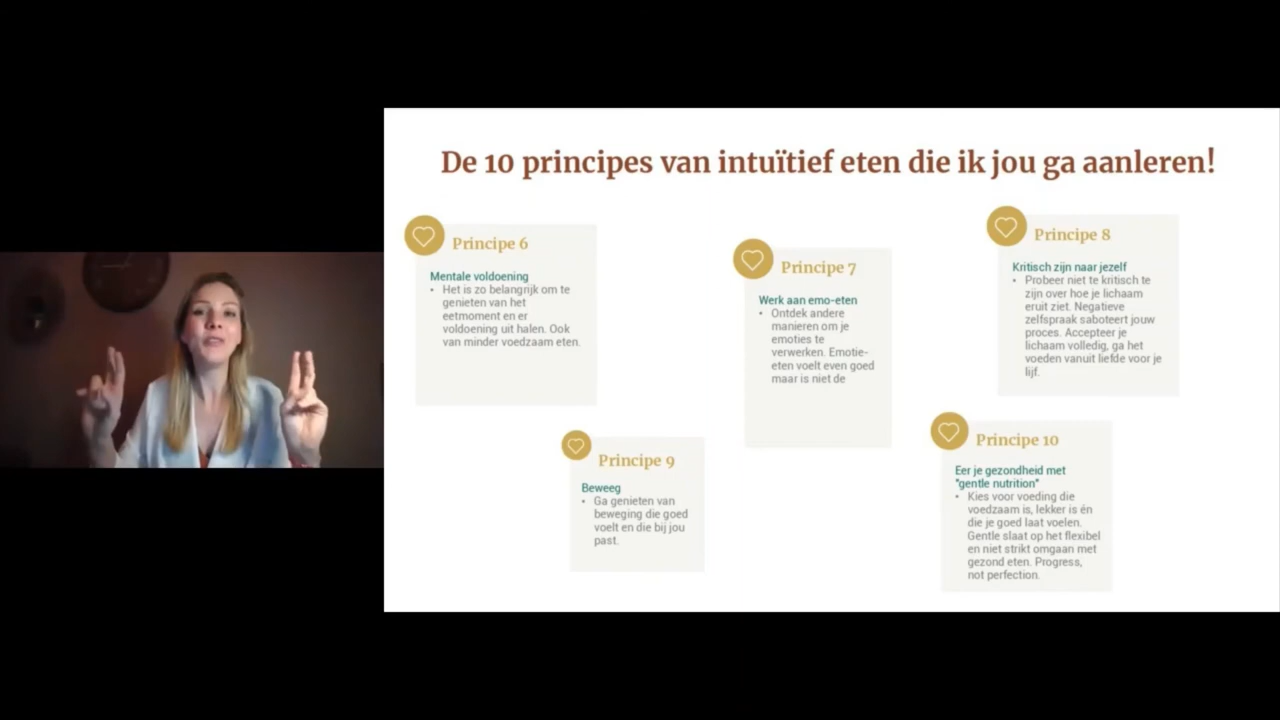 De 10 principes van intuïtief eten die ik jou ga aanleren!
Principe 6
Mentale voldoening
• Het is zo belangrijk om te
genieten van het
eetmoment en er
voldoening uit halen. Ook
van minder voedzaam eten.
Principe 7
Werk aan emo-eten
• Ontdek andere
manieren om je
emoties te
verwerken. Emotie-
eten voelt even goed
maar is niet de
Principe 8
Kritisch zijn naar jezelf
• Probeer niet te kritisch te
zijn over hoe je lichaam
eruit ziet. Negatieve
zelfspraak saboteert jouw
proces. Accepteer je
lichaam volledig, ga het
voeden vanuit liefde voor je
lijf.
Principe 9
Beweeg
• Ga genieten van
beweging die goed
voelt en die bij jou
past.
Principe 10
Eer je gezondheid met
"gentle nutrition"
• Kies voor voeding die
voedzaam is, lekker is én
die je goed laat voelen.
Gentle slaat op het flexibel
en niet strikt omgaan met
gezond eten. Progress,
not perfection.